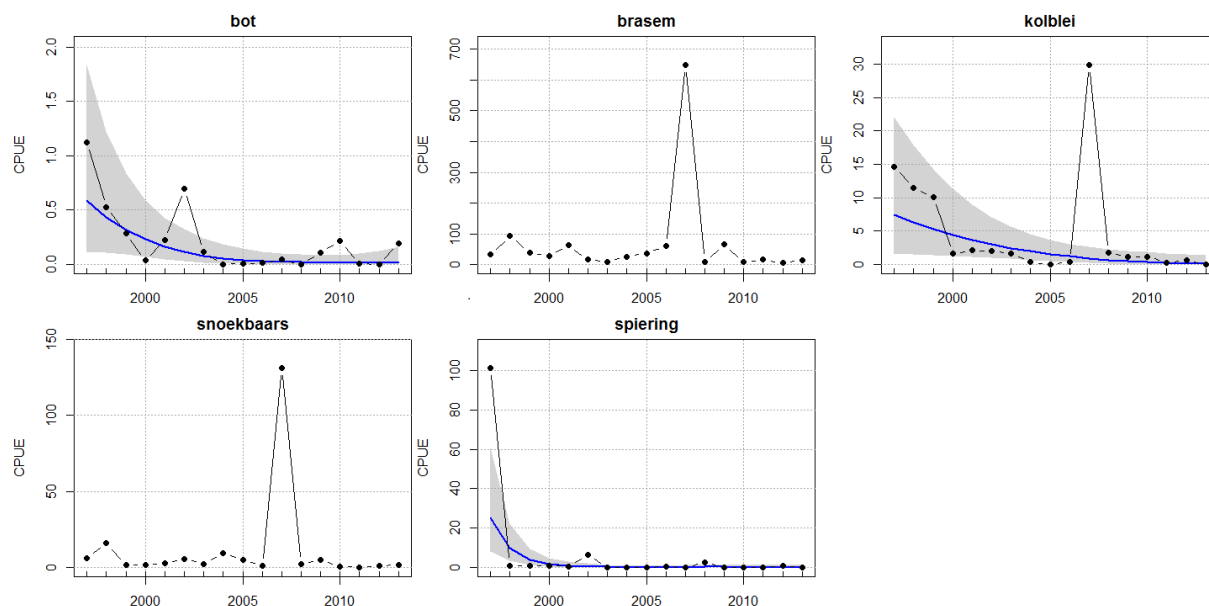 bot
CPUE
0.0 0.5 1.0 1.5 2.0
2000 2005 2010
brasem
CPUE
0 100 300 500 700
2000 2005 2010
kolblei
CPUE
0 5 10 15 20 25 30
2000 2005 2010
snoekbaars
CPUE
0 50 100 150
2000 2005 2010
spiering
CPUE
0 20 40 60 80 100
2000 2005 2010